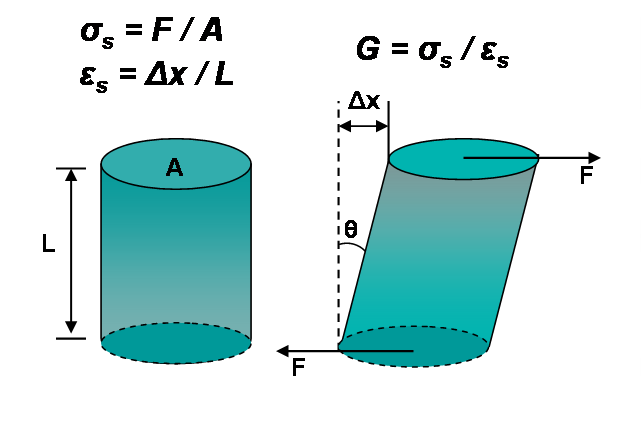 σs = F / A
εs = Δx / L
G = σs / εs
Δx
A
F
L
θ
F